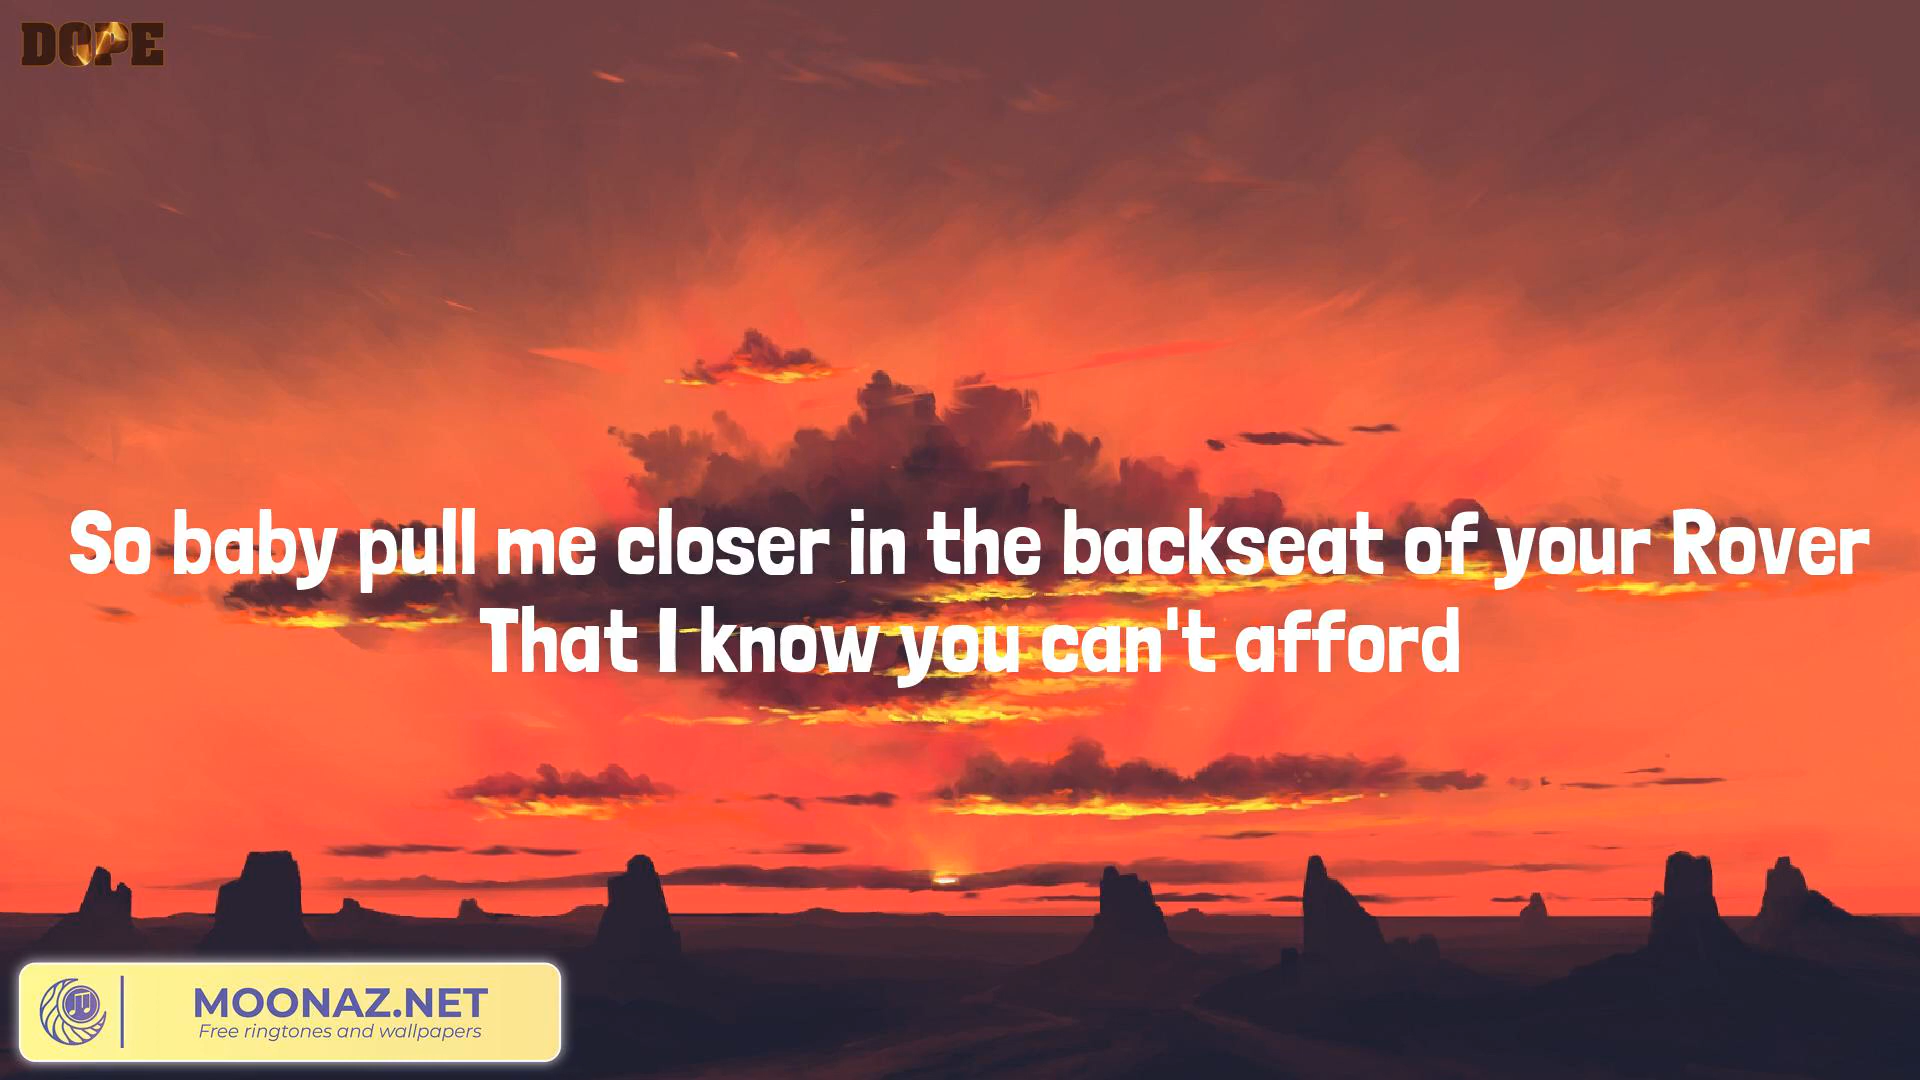 DOPE
So baby pull me closer in the backseat of your Rover
That I know you can't afford
MOONAZ.NET
Free ringtones and wallpapers